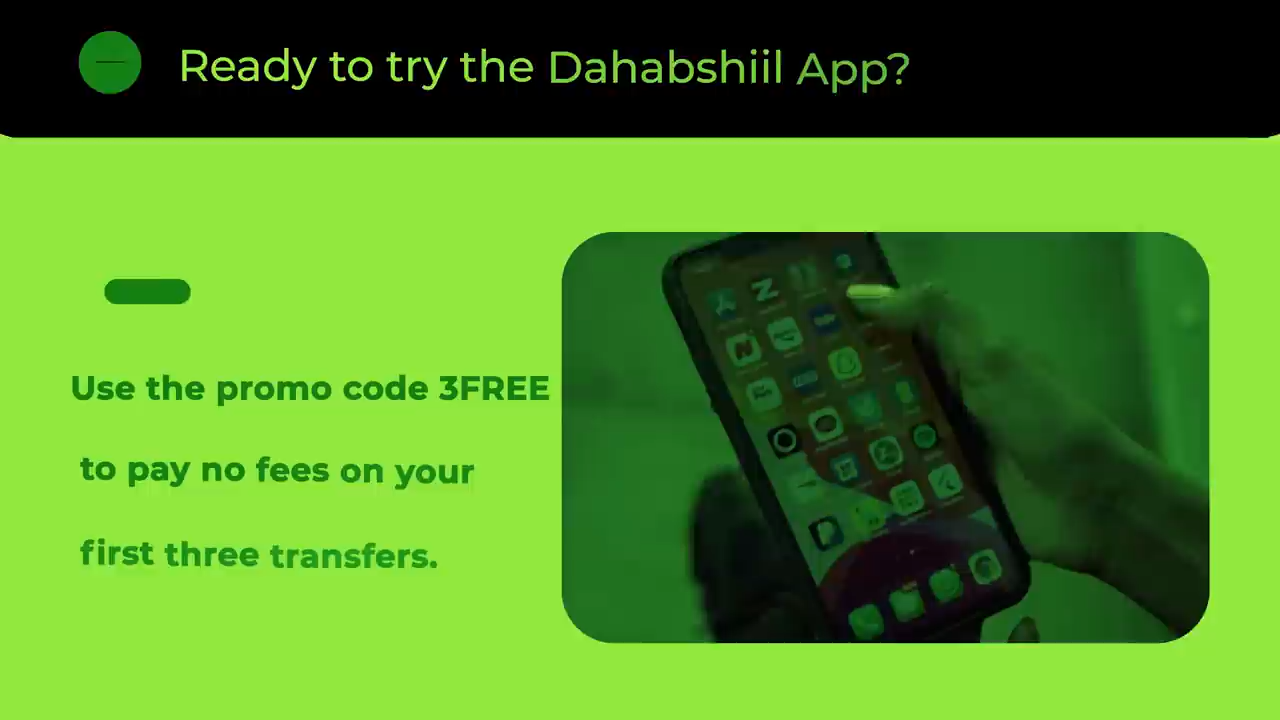 Ready to try the Dahabshiil App?
Use the promo code 3FREE
to pay no fees on your
first three transfers.